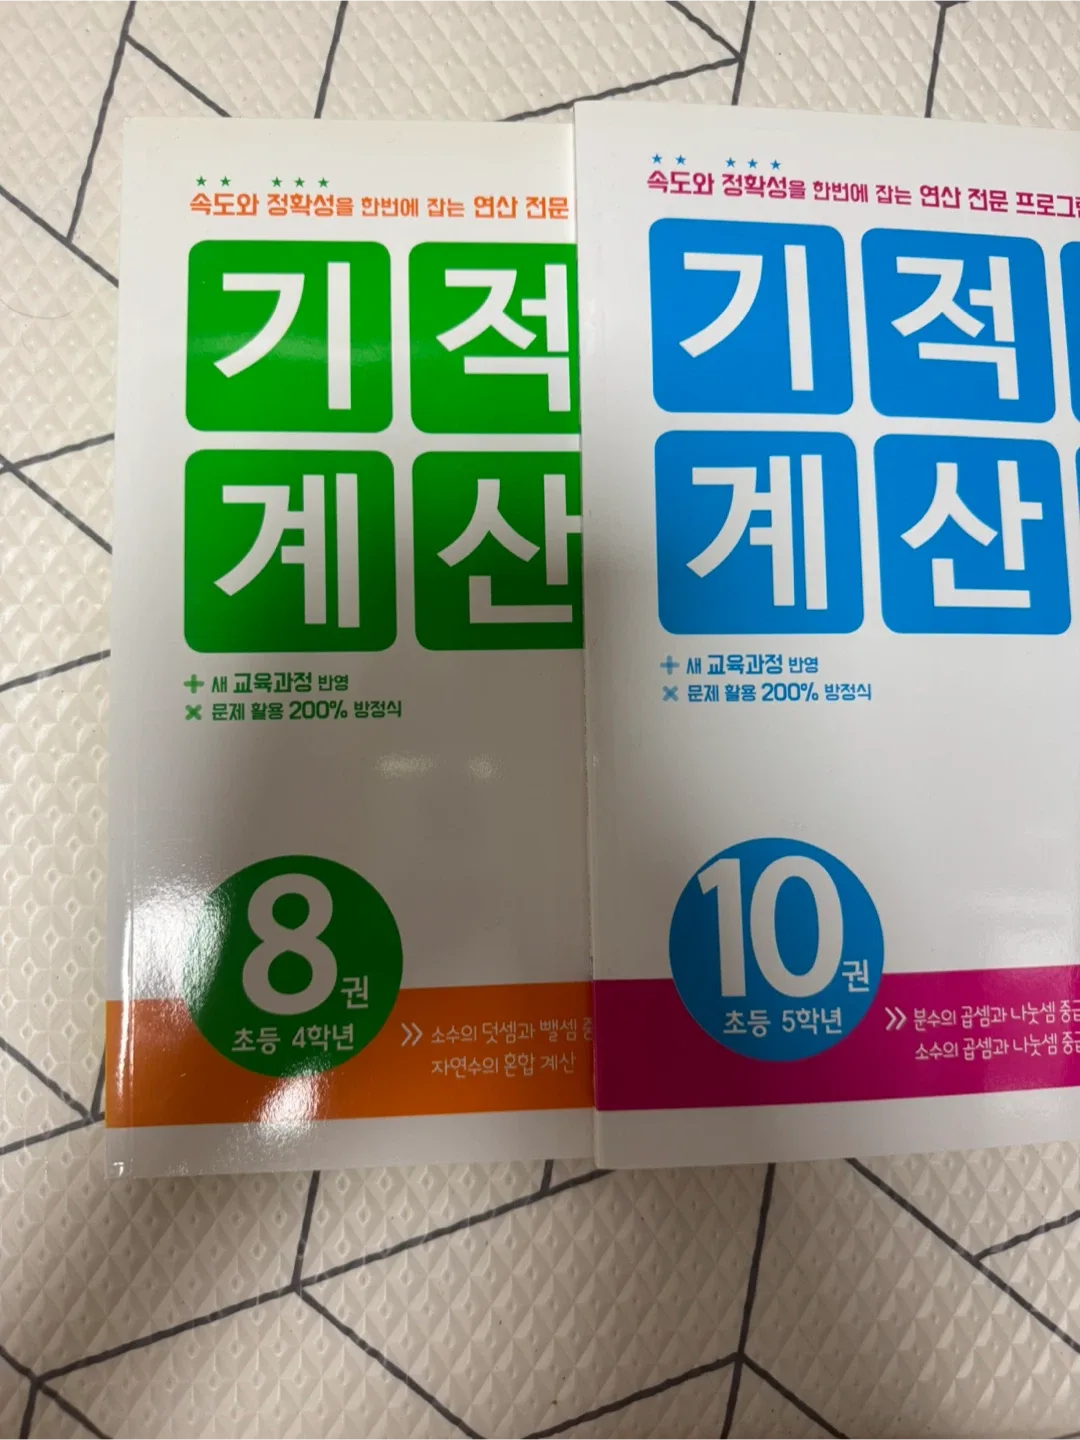 속도와 정확성을 한번에 잡는 연산 전문
기적
계산
+ 새 교육과정 반영
× 문제 활용 200% 방정식
8권
초등 4학년
» 소수의 덧셈과 뺄셈 중
자연수의 혼합 계산
속도와 정확성을 한번에 잡는 연산 전문 프로그램
기적
계산
+ 새 교육과정 반영
× 문제 활용 200% 방정식
10권
초등 5학년
» 분수의 곱셈과 나눗셈 중급
소수의 곱셈과 나눗셈 중급